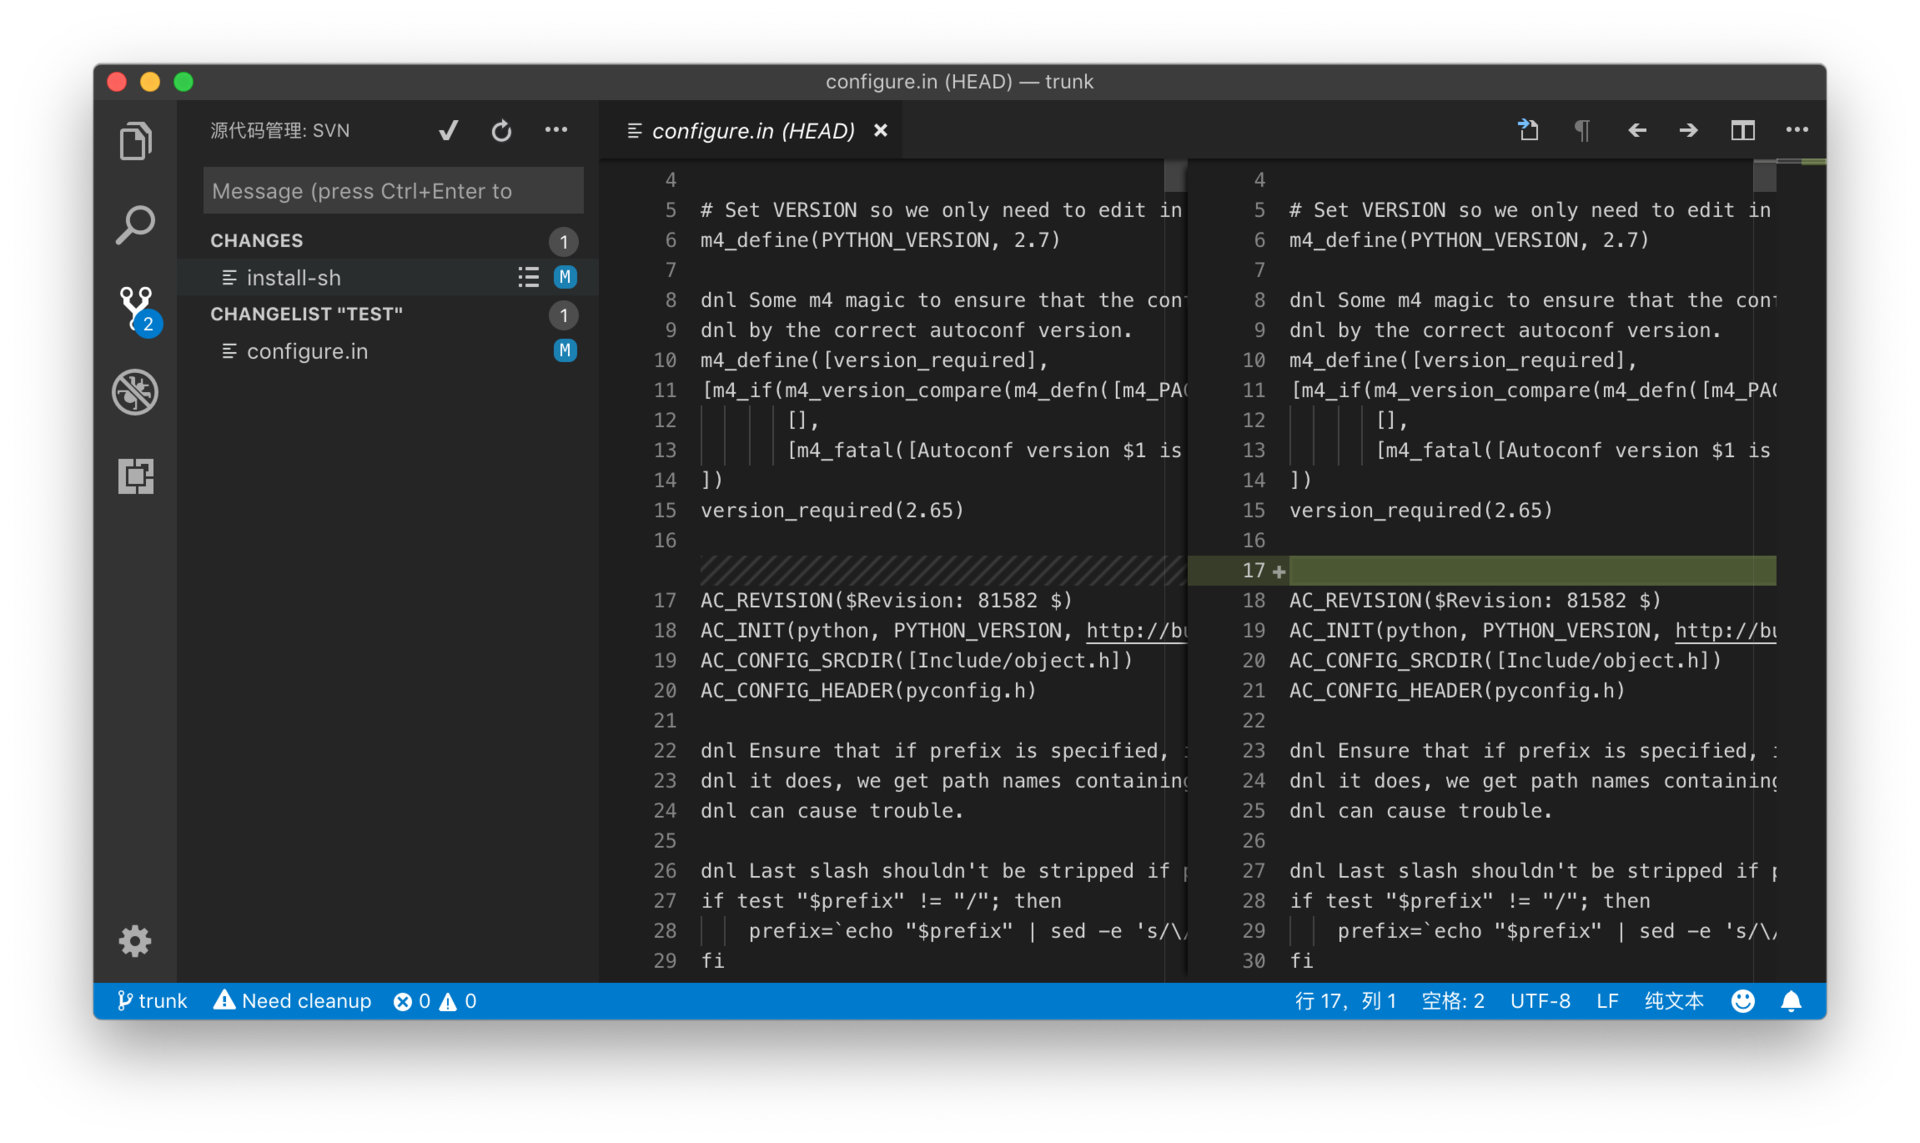 configure.in (HEAD) — trunk
源代码管理: SVN
configure.in (HEAD)
Message (press Ctrl+Enter to
CHANGES 1
install-sh M
CHANGELIST "TEST" 1
configure.in M
2
4
5 # Set VERSION so we only need to edit in
6 m4_define(PYTHON_VERSION, 2.7)
7
8 dnl Some m4 magic to ensure that the con
9 dnl by the correct autoconf version.
10 m4_define([version_required],
11 [m4_if(m4_version_compare(m4_defn([m4_PA
12 [],
13 [m4_fatal([Autoconf version $1 is
14 ])
15 version_required(2.65)
16
17 AC_REVISION($Revision: 81582 $)
18 AC_INIT(python, PYTHON_VERSION, http://b
19 AC_CONFIG_SRCDIR([Include/object.h])
20 AC_CONFIG_HEADER(pyconfig.h)
21
22 dnl Ensure that if prefix is specified,
23 dnl it does, we get path names containing
24 dnl can cause trouble.
25
26 dnl Last slash shouldn't be stripped if
27 if test "$prefix" != "/"; then
28 prefix=`echo "$prefix" | sed -e 's/\/
29 fi
4
5 # Set VERSION so we only need to edit in
6 m4_define(PYTHON_VERSION, 2.7)
7
8 dnl Some m4 magic to ensure that the con
9 dnl by the correct autoconf version.
10 m4_define([version_required],
11 [m4_if(m4_version_compare(m4_defn([m4_PA
12 [],
13 [m4_fatal([Autoconf version $1 is
14 ])
15 version_required(2.65)
16
17 +
18 AC_REVISION($Revision: 81582 $)
19 AC_INIT(python, PYTHON_VERSION, http://b
20 AC_CONFIG_SRCDIR([Include/object.h])
21 AC_CONFIG_HEADER(pyconfig.h)
22
23 dnl Ensure that if prefix is specified,
24 dnl it does, we get path names containing
25 dnl can cause trouble.
26
27 dnl Last slash shouldn't be stripped if
28 if test "$prefix" != "/"; then
29 prefix=`echo "$prefix" | sed -e 's/\/
30 fi
trunk Need cleanup 0 0 行 17，列 1 空格: 2 UTF-8 LF 纯文本